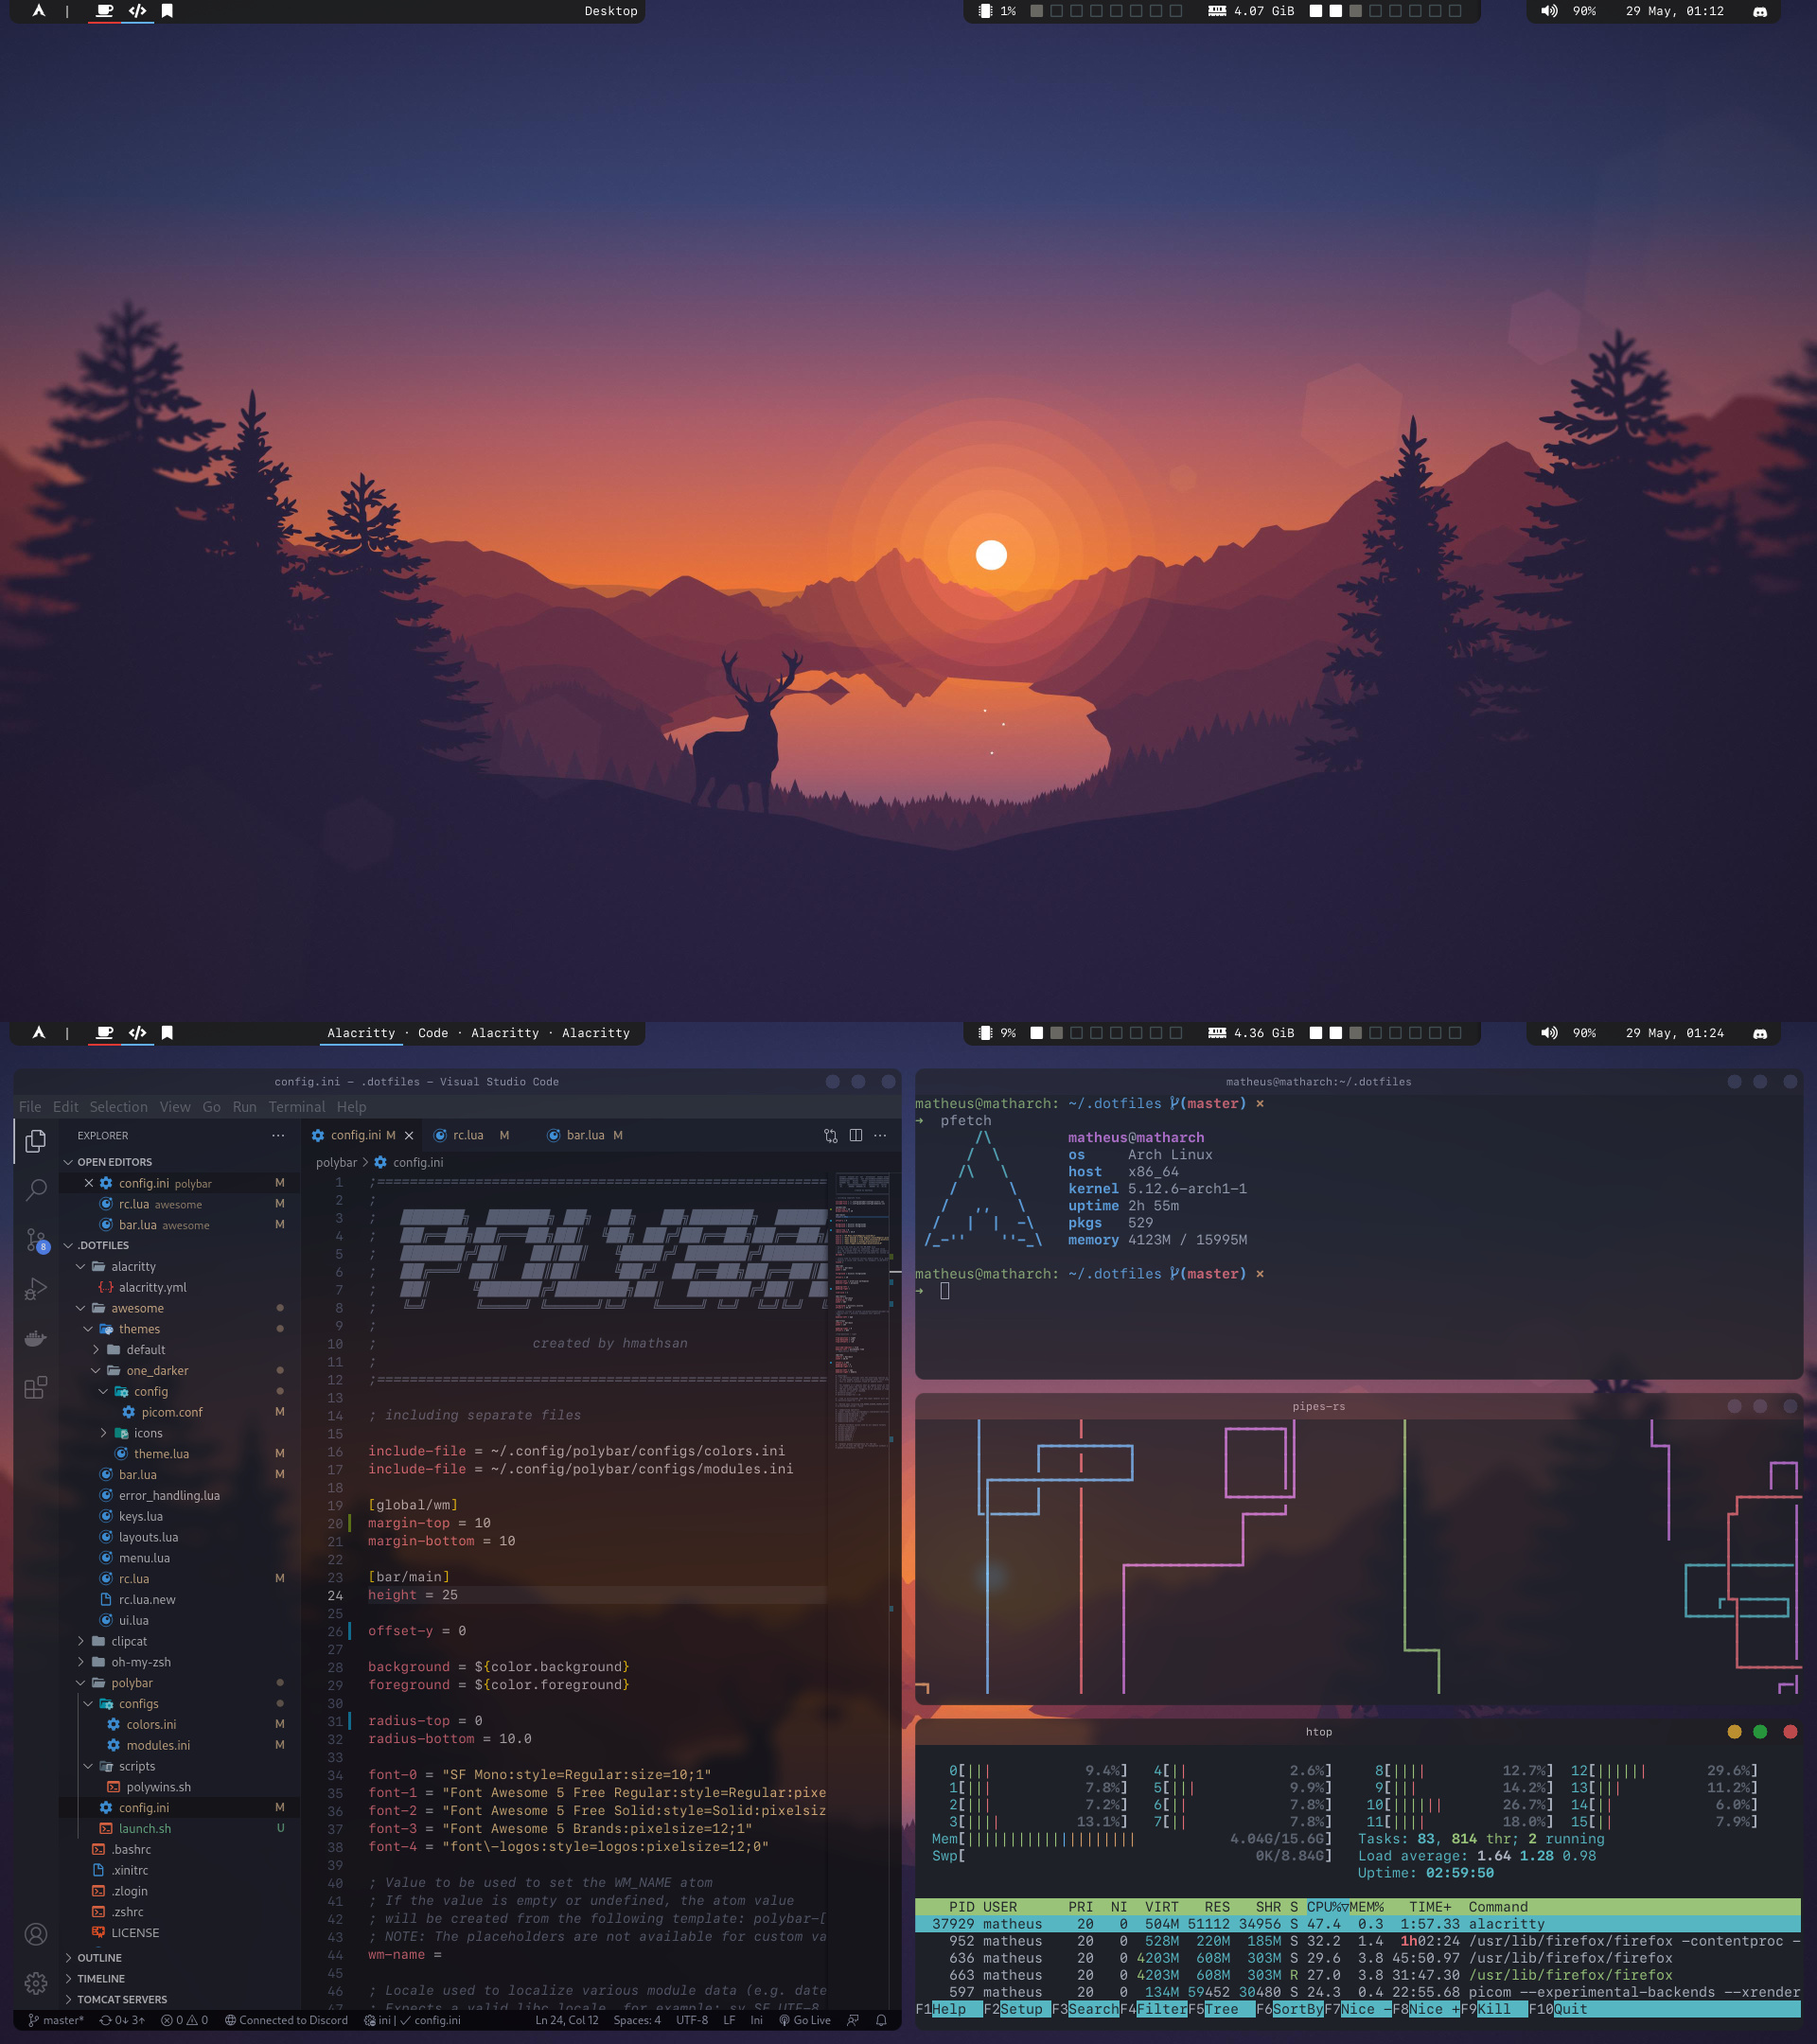 Desktop
1%
4.07 GiB
90%
29 May, 01:12
Alacritty · Code · Alacritty · Alacritty
9%
4.36 GiB
90%
29 May, 01:24
config.ini - .dotfiles - Visual Studio Code
File Edit Selection View Go Run Terminal Help
EXPLORER
OPEN EDITORS
config.ini polybar M
rc.lua awesome M
bar.lua awesome M
.DOTFILES
alacritty
alacritty.yml
awesome
themes
default
one_darker
config
picom.conf M
icons
theme.lua M
bar.lua M
error_handling.lua
keys.lua
layouts.lua
menu.lua
rc.lua M
rc.lua.new
ui.lua
clipcat
oh-my-zsh
polybar
configs
colors.ini M
modules.ini M
scripts
polywins.sh
config.ini M
launch.sh U
.bashrc
.xinitrc
.zlogin
.zshrc
LICENSE
OUTLINE
TIMELINE
TOMCAT SERVERS
8
config.ini M rc.lua M bar.lua M
polybar > config.ini
1 ;=======================================================
2 ;
3 ;
4 ;
5 ; POLYBAR
6 ;
7 ;
8 ;
9 ;
10 ; created by hmathsan
11 ;
12 ;=======================================================
13
14 ; including separate files
15
16 include-file = ~/.config/polybar/configs/colors.ini
17 include-file = ~/.config/polybar/configs/modules.ini
18
19 [global/wm]
20 margin-top = 10
21 margin-bottom = 10
22
23 [bar/main]
24 height = 25
25
26 offset-y = 0
27
28 background = ${color.background}
29 foreground = ${color.foreground}
30
31 radius-top = 0
32 radius-bottom = 10.0
33
34 font-0 = "SF Mono:style=Regular:size=10;1"
35 font-1 = "Font Awesome 5 Free Regular:style=Regular:pixe
36 font-2 = "Font Awesome 5 Free Solid:style=Solid:pixelsiz
37 font-3 = "Font Awesome 5 Brands:pixelsize=12;1"
38 font-4 = "font\-logos:style=logos:pixelsize=12;0"
39
40 ; Value to be used to set the WM_NAME atom
41 ; If the value is empty or undefined, the atom value
42 ; will be created from the following template: polybar-[
43 ; NOTE: The placeholders are not available for custom va
44 wm-name =
45
46 ; Locale used to localize various module data (e.g. date
47 ; Expects a valid libc locale, for example: sv_SE.UTF-8
master* 0↓ 3↑ 0 0 Connected to Discord ini | ✓ config.ini Ln 24, Col 12 Spaces: 4 UTF-8 LF Ini Go Live
matheus@matharch:~/.dotfiles
matheus@matharch: ~/.dotfiles (master) ×
→ pfetch
matheus@matharch
os Arch Linux
host x86_64
kernel 5.12.6-arch1-1
uptime 2h 55m
pkgs 529
memory 4123M / 15995M
matheus@matharch: ~/.dotfiles (master) ×
→
pipes-rs
htop
0[||| 9.4%] 4[|| 2.6%] 8[|||| 12.7%] 12[|||||| 29.6%]
1[||| 7.8%] 5[||| 9.9%] 9[||| 14.2%] 13[||| 11.2%]
2[||| 7.2%] 6[|| 7.8%] 10[|||||| 26.7%] 14[|| 6.0%]
3[|||| 13.1%] 7[|| 7.8%] 11[|||| 18.0%] 15[|| 7.9%]
Mem[|||||||||||||||||||| 4.04G/15.6G] Tasks: 83, 814 thr; 2 running
Swp[ 0K/8.84G] Load average: 1.64 1.28 0.98
Uptime: 02:59:50
PID USER PRI NI VIRT RES SHR S CPU%▽MEM% TIME+ Command
37929 matheus 20 0 504M 51112 34956 S 47.4 0.3 1:57.33 alacritty
952 matheus 20 0 528M 220M 185M S 32.2 1.4 1h02:24 /usr/lib/firefox/firefox -contentproc -
636 matheus 20 0 4203M 608M 303M S 29.6 3.8 45:50.97 /usr/lib/firefox/firefox
663 matheus 20 0 4203M 608M 303M R 27.0 3.8 31:47.30 /usr/lib/firefox/firefox
597 matheus 20 0 134M 59452 30480 S 24.3 0.4 22:55.68 picom --experimental-backends --xrender
F1Help F2Setup F3SearchF4FilterF5Tree F6SortByF7Nice -F8Nice +F9Kill F10Quit